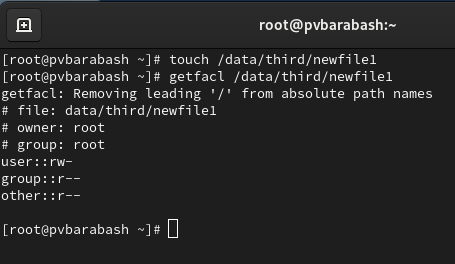 root@pvbarabash:~
[root@pvbarabash ~]# touch /data/third/newfile1
[root@pvbarabash ~]# getfacl /data/third/newfile1
getfacl: Removing leading '/' from absolute path names
# file: data/third/newfile1
# owner: root
# group: root
user::rw-
group::r--
other::r--
[root@pvbarabash ~]#